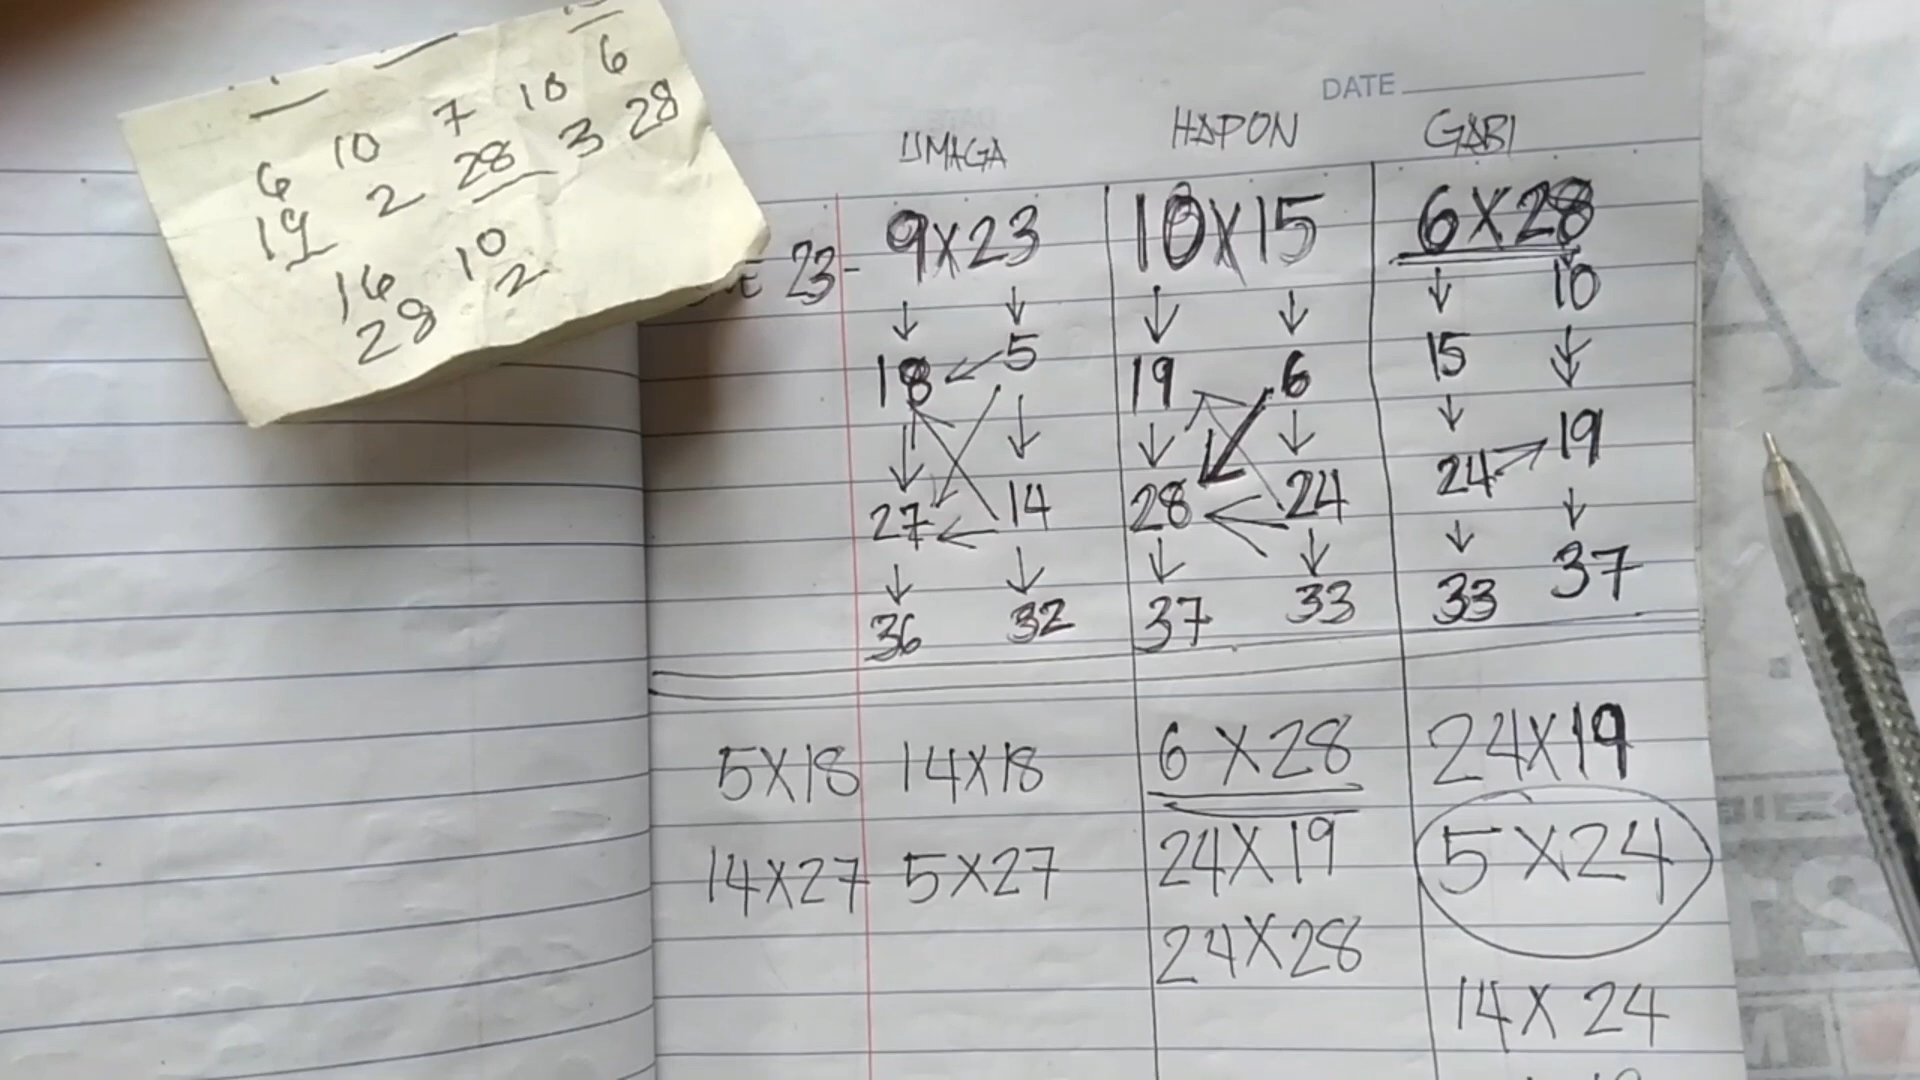 6
6 10 7 10 28
19 2 28 3
16 10
28 2
DATE
UMAGA HAPON GABI
23- 9X23 10X15 6X28
10
18 5 19 6 15
27 14 28 24 24 19
36 32 37 33 33 37
5X18 14X18 6X28 24X19
14X27 5X27 24X19 5X24
24X28
14X24